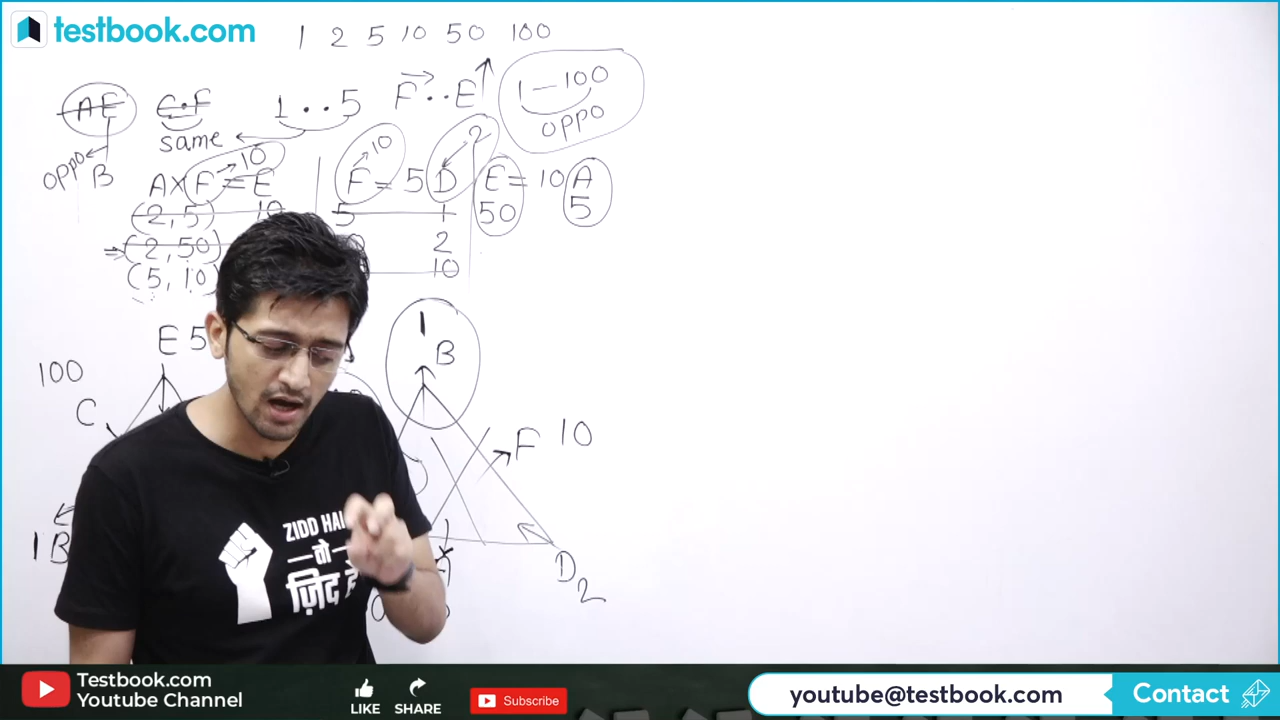 testbook.com
1 2 5 10 50 100
AE C.F 1 . . 5 F . . E 1 — 100
oppo
same
oppo B
10 10 2
A x F = E F = 5 D E = 10 A
(2, 5) 10 5 1 50 5
⇒ (2, 50) 2
(5, 10) 10
1
E 5 B
100
C
F 10
1 B A
D 2
ZIDD HAI
तो
ज़िद है
Testbook.com
Youtube Channel
LIKE
SHARE
Subscribe
youtube@testbook.com
Contact